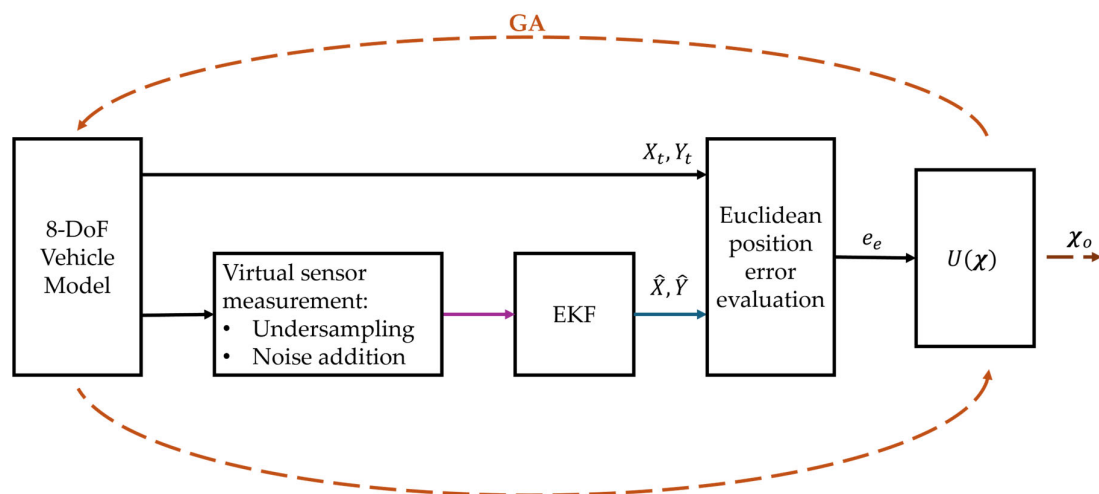 GA
8-DoF
Vehicle
Model
Virtual sensor
measurement:
• Undersampling
• Noise addition
EKF
X_t, Y_t
X̂, Ŷ
Euclidean
position
error
evaluation
e_e
U(χ)
χ_o